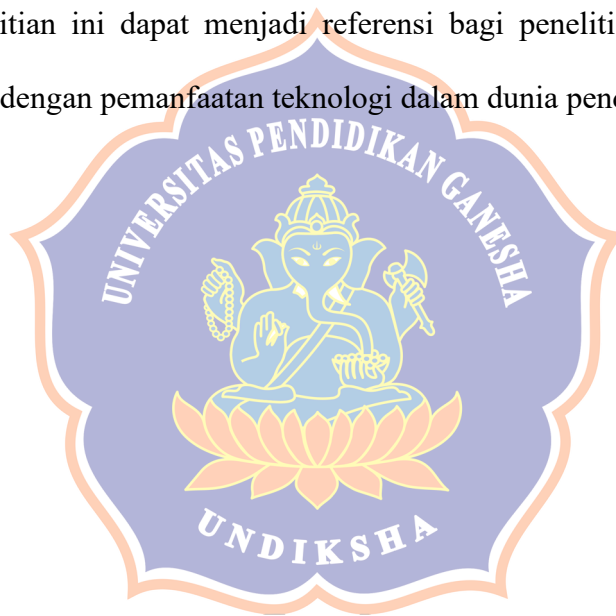 itian ini dapat menjadi referensi bagi peneliti
dengan pemanfaatan teknologi dalam dunia pend
UNIVERSITAS PENDIDIKAN GANESHA
UNDIKSHA